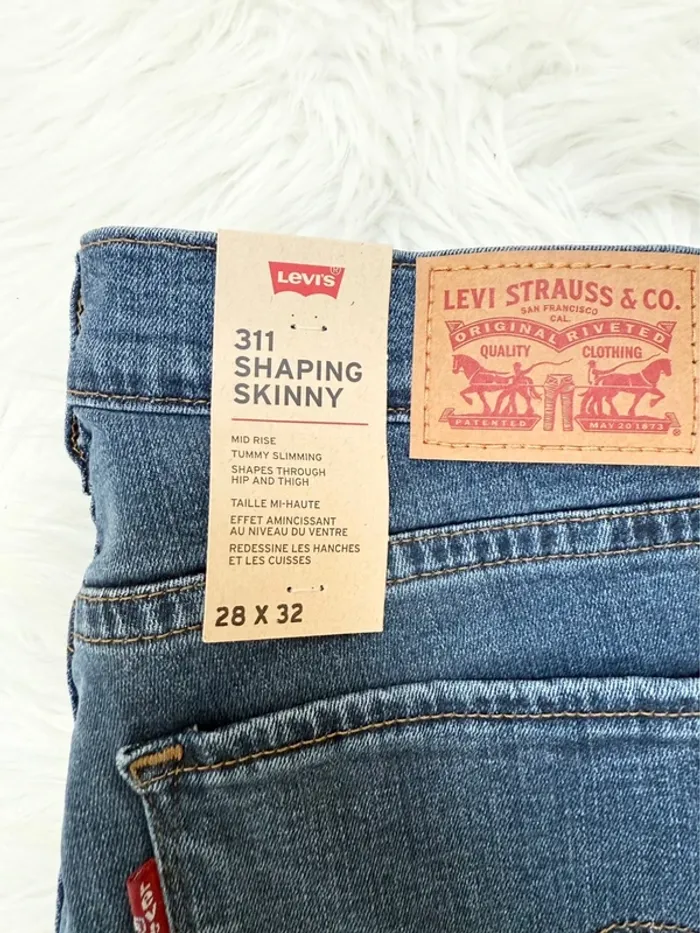 LEVI'S®
311
SHAPING
SKINNY
MID RISE
TUMMY SLIMMING
SHAPES THROUGH
HIP AND THIGH
TAILLE MI-HAUTE
EFFET AMINCISSANT
AU NIVEAU DU VENTRE
REDESSINE LES HANCHES
ET LES CUISSES
28 X 32
LEVI STRAUSS & CO.
SAN FRANCISCO
CAL.
ORIGINAL RIVETED
QUALITY CLOTHING
PATENTED MAY 20 1873 ®
Levi's